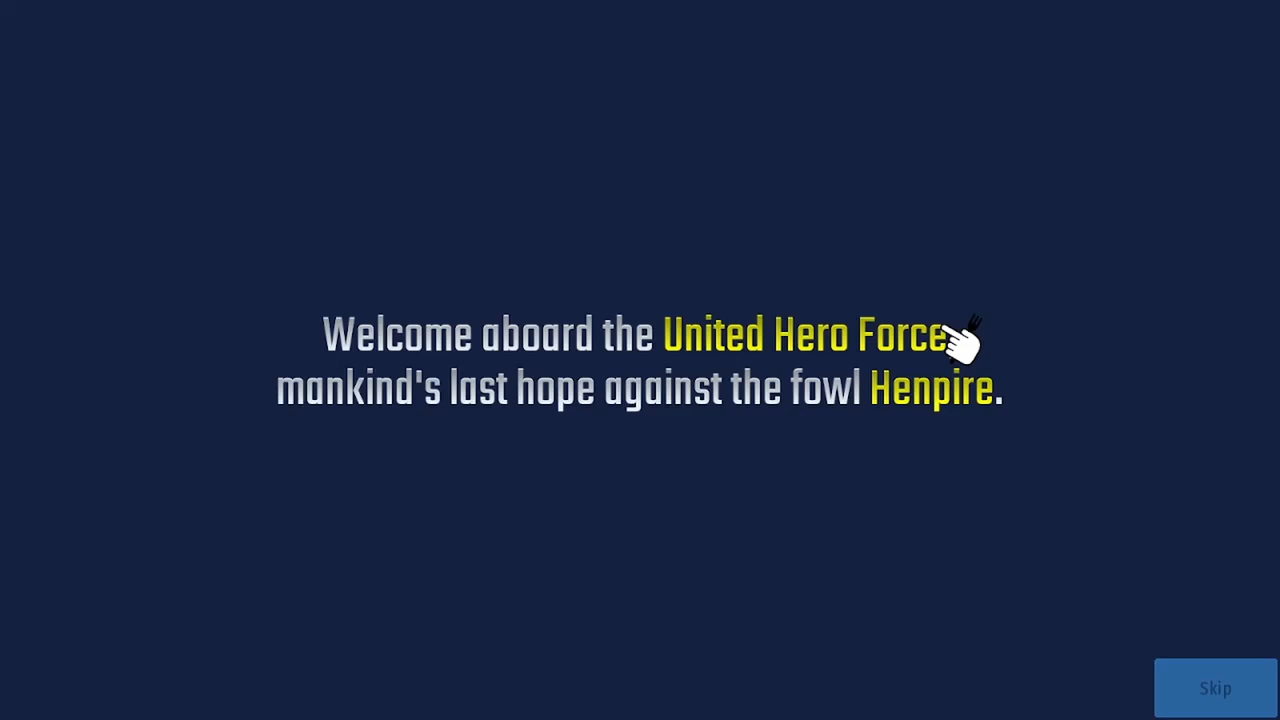 Welcome aboard the United Hero Force
mankind's last hope against the fowl Henpire.
Skip